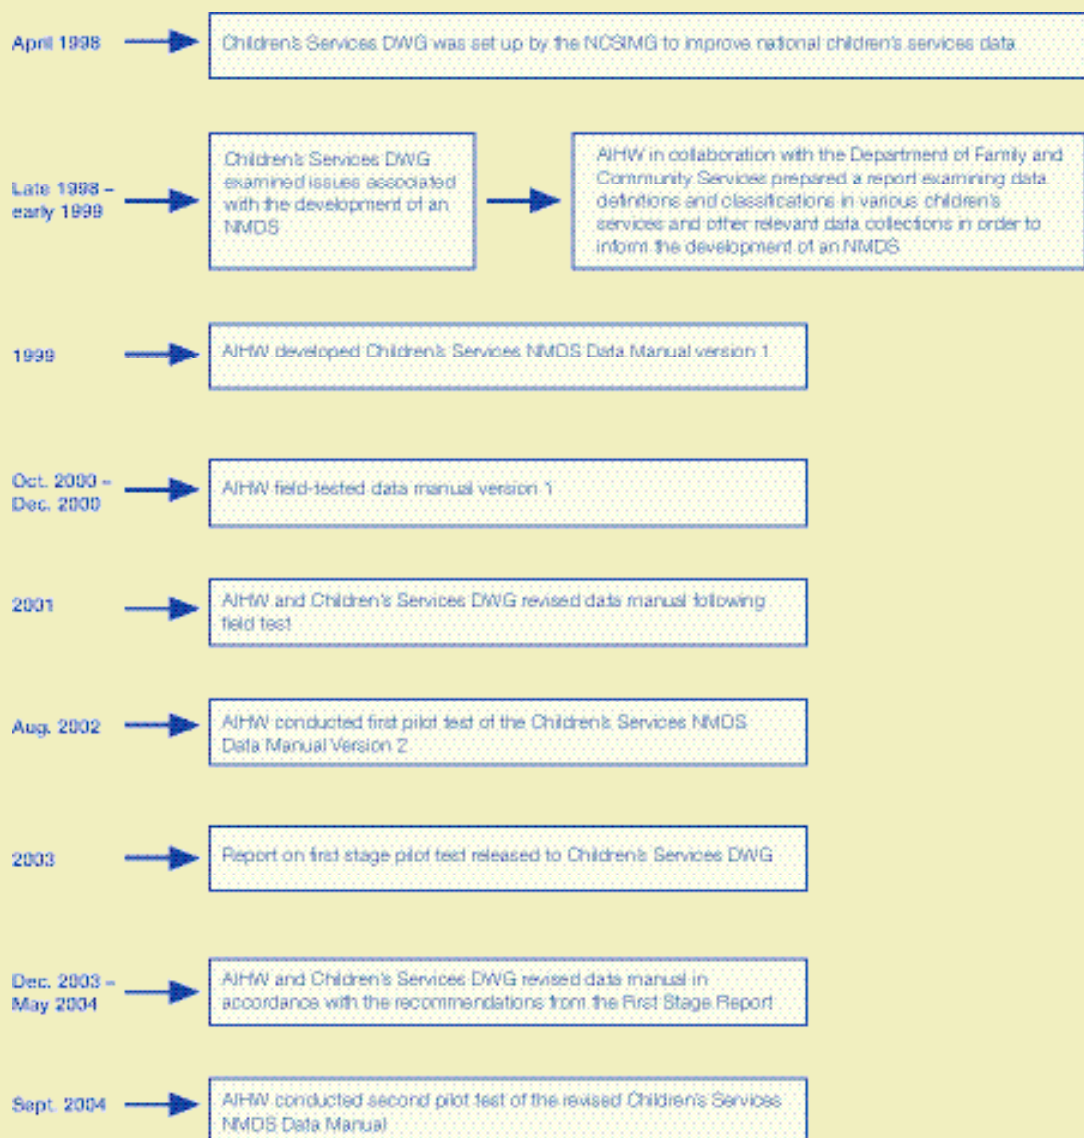 April 1998
Children's Services DWG was set up by the NCSIMG to improve national children's services data
Late 1998 –
early 1999
Children's Services DWG
examined issues associated
with the development of an
NMDS
AIHW in collaboration with the Department of Family and
Community Services prepared a report examining data
definitions and classifications in various children's
services and other relevant data collections in order to
inform the development of an NMDS
1999
AIHW developed Children's Services NMDS Data Manual version 1
Oct. 2000 –
Dec. 2000
AIHW field-tested data manual version 1
2001
AIHW and Children's Services DWG revised data manual following
field test
Aug. 2002
AIHW conducted first pilot test of the Children's Services NMDS
Data Manual Version 2
2003
Report on first stage pilot test released to Children's Services DWG
Dec. 2003 –
May 2004
AIHW and Children's Services DWG revised data manual in
accordance with the recommendations from the First Stage Report
Sept. 2004
AIHW conducted second pilot test of the revised Children's Services
NMDS Data Manual